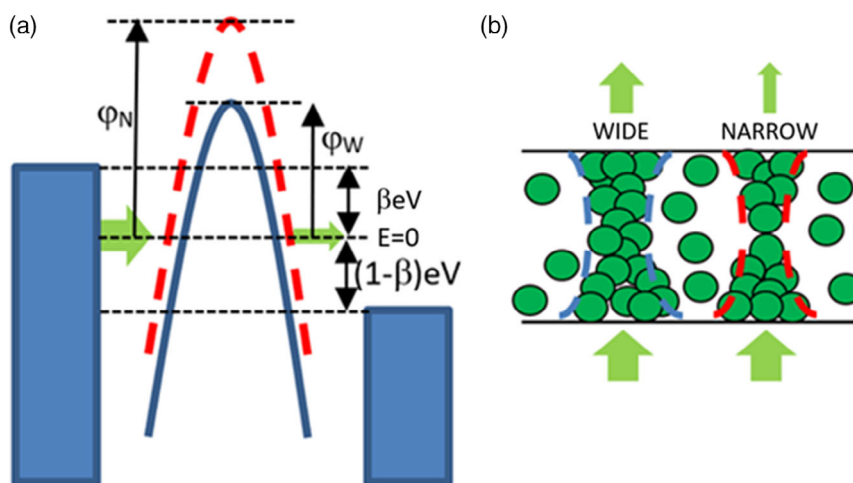 (a)
φN
φW
βeV
E=0
(1-β)eV
(b)
WIDE NARROW